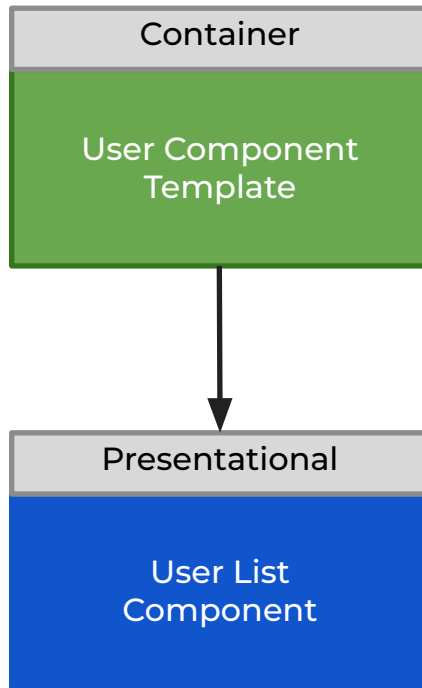 Container
User Component
Template
Presentational
User List
Component